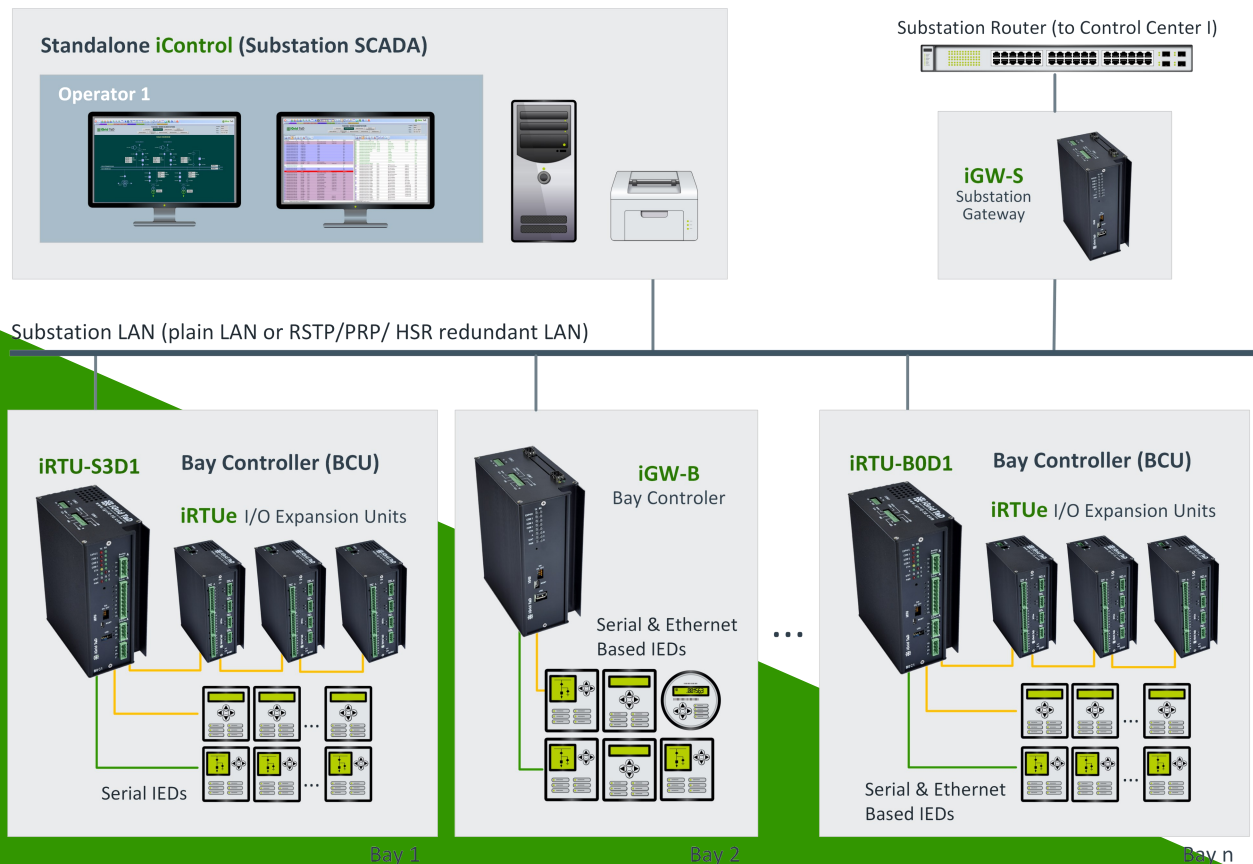 Standalone iControl (Substation SCADA)
Operator 1
Substation Router (to Control Center I)
iGW-S
Substation
Gateway
Substation LAN (plain LAN or RSTP/PRP/ HSR redundant LAN)
iRTU-S3D1
Bay Controller (BCU)
iRTUe I/O Expansion Units
Serial IEDs
Bay 1
iGW-B
Bay Controler
Serial & Ethernet
Based IEDs
Bay 2
...
iRTU-B0D1
Bay Controller (BCU)
iRTUe I/O Expansion Units
Serial & Ethernet
Based IEDs
Bay n